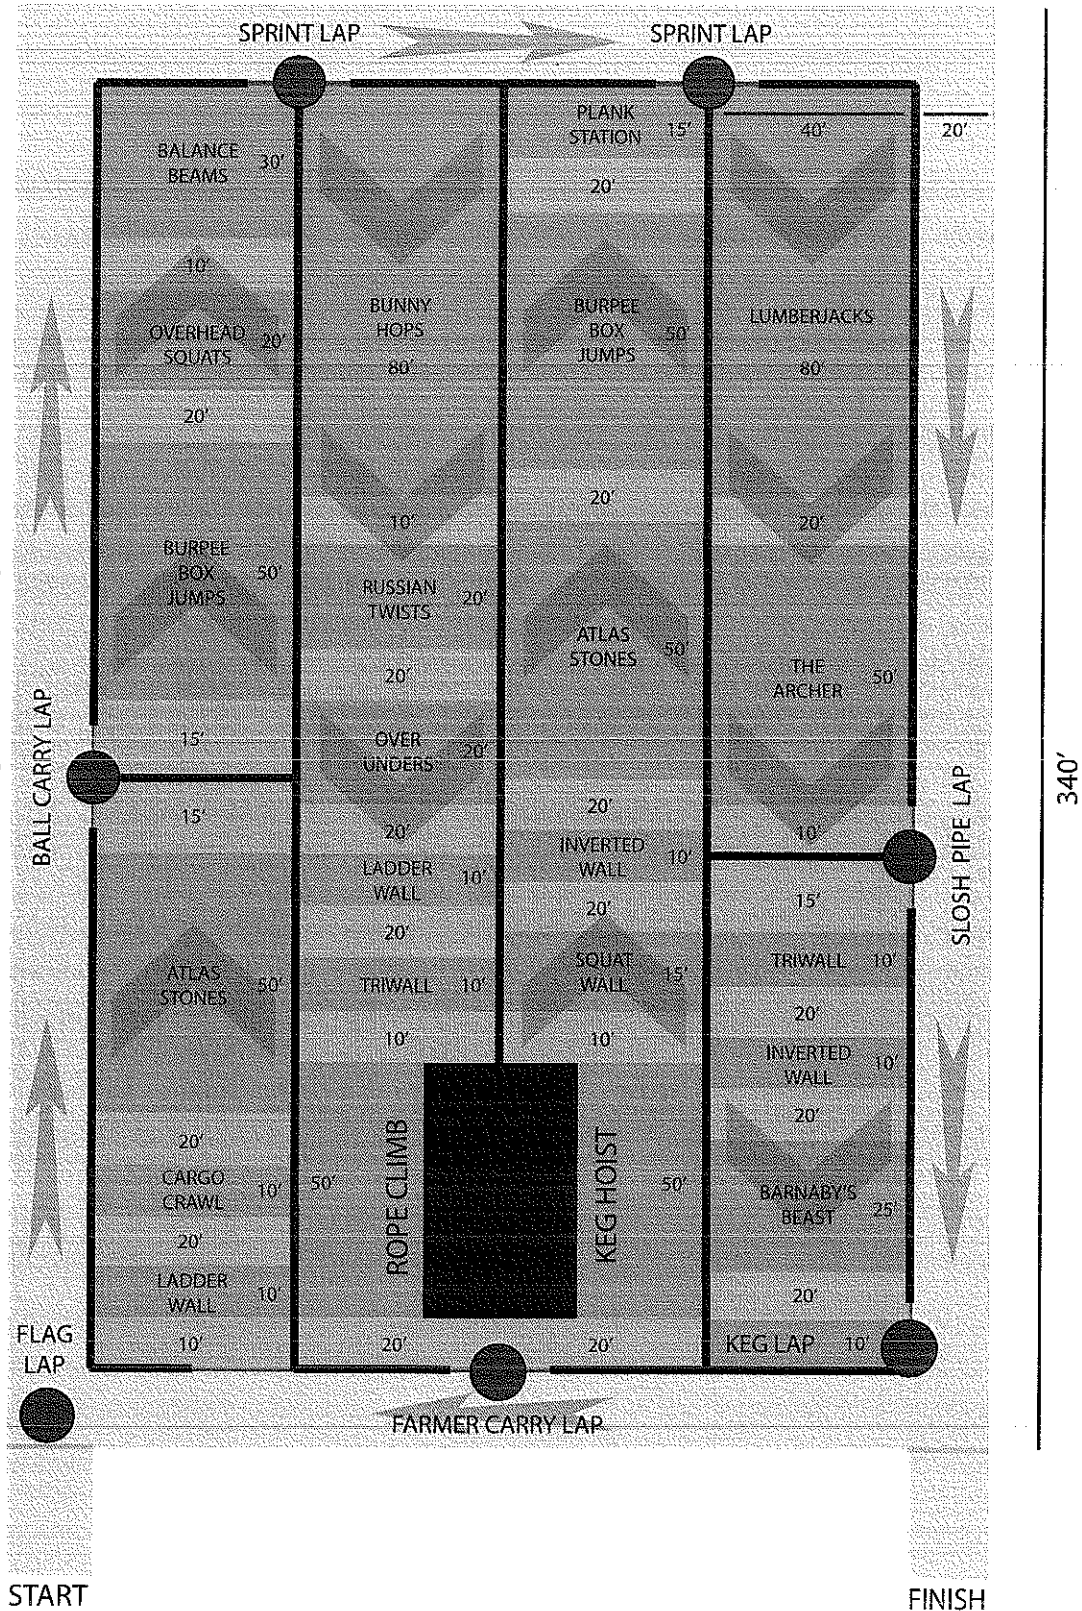 SPRINT LAP
SPRINT LAP
BALANCE
BEAMS
30'
10'
OVERHEAD
SQUATS
20'
20'
BURPEE
BOX
JUMPS
50'
15'
BALL CARRY LAP
15'
ATLAS
STONES
50'
20'
CARGO
CRAWL
10'
20'
LADDER
WALL
10'
10'
FLAG
LAP
START
BUNNY
HOPS
80'
10'
RUSSIAN
TWISTS
20'
20'
OVER
UNDERS
20'
20'
LADDER
WALL
10'
20'
TRIWALL
10'
10'
50'
ROPE CLIMB
20'
PLANK
STATION
15'
20'
BURPEE
BOX
JUMPS
50'
20'
ATLAS
STONES
50'
20'
INVERTED
WALL
10'
20'
SQUAT
WALL
15'
10'
KEG HOIST
50'
20'
FARMER CARRY LAP
40'
20'
LUMBERJACKS
80'
20'
THE
ARCHER
50'
10'
SLOSH PIPE LAP
15'
TRIWALL
10'
20'
INVERTED
WALL
10'
20'
BARNABY'S
BEAST
25'
20'
KEG LAP
10'
FINISH
340'